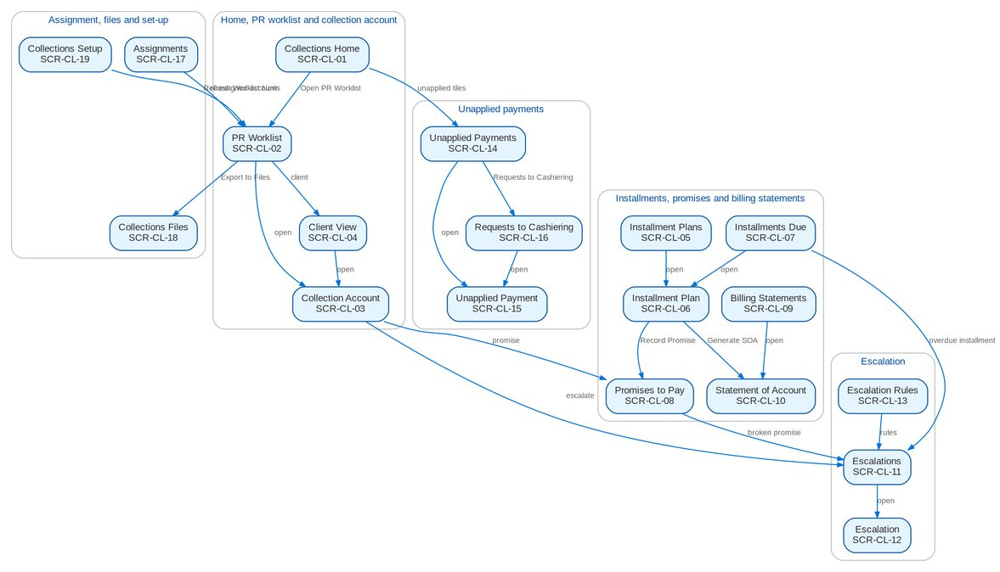 Assignment, files and set-up
Home, PR worklist and collection account
Collections Setup
SCR-CL-19
Assignments
SCR-CL-17
Collections Home
SCR-CL-01
Open PR Worklist
unapplied tiles
Unapplied payments
PR Worklist
SCR-CL-02
Unapplied Payments
SCR-CL-14
Export to Files
client
Requests to Cashiering
Installments, promises and billing statements
Collections Files
SCR-CL-18
open
Client View
SCR-CL-04
open
Requests to Cashiering
SCR-CL-16
Installment Plans
SCR-CL-05
Installments Due
SCR-CL-07
open
open
open
open
Collection Account
SCR-CL-03
Unapplied Payment
SCR-CL-15
Installment Plan
SCR-CL-06
Billing Statements
SCR-CL-09
promise
Record Promise
Generate SOA
open
overdue installment
Escalation
escalate
Promises to Pay
SCR-CL-08
Statement of Account
SCR-CL-10
Escalation Rules
SCR-CL-13
broken promise
rules
Escalations
SCR-CL-11
open
Escalation
SCR-CL-12